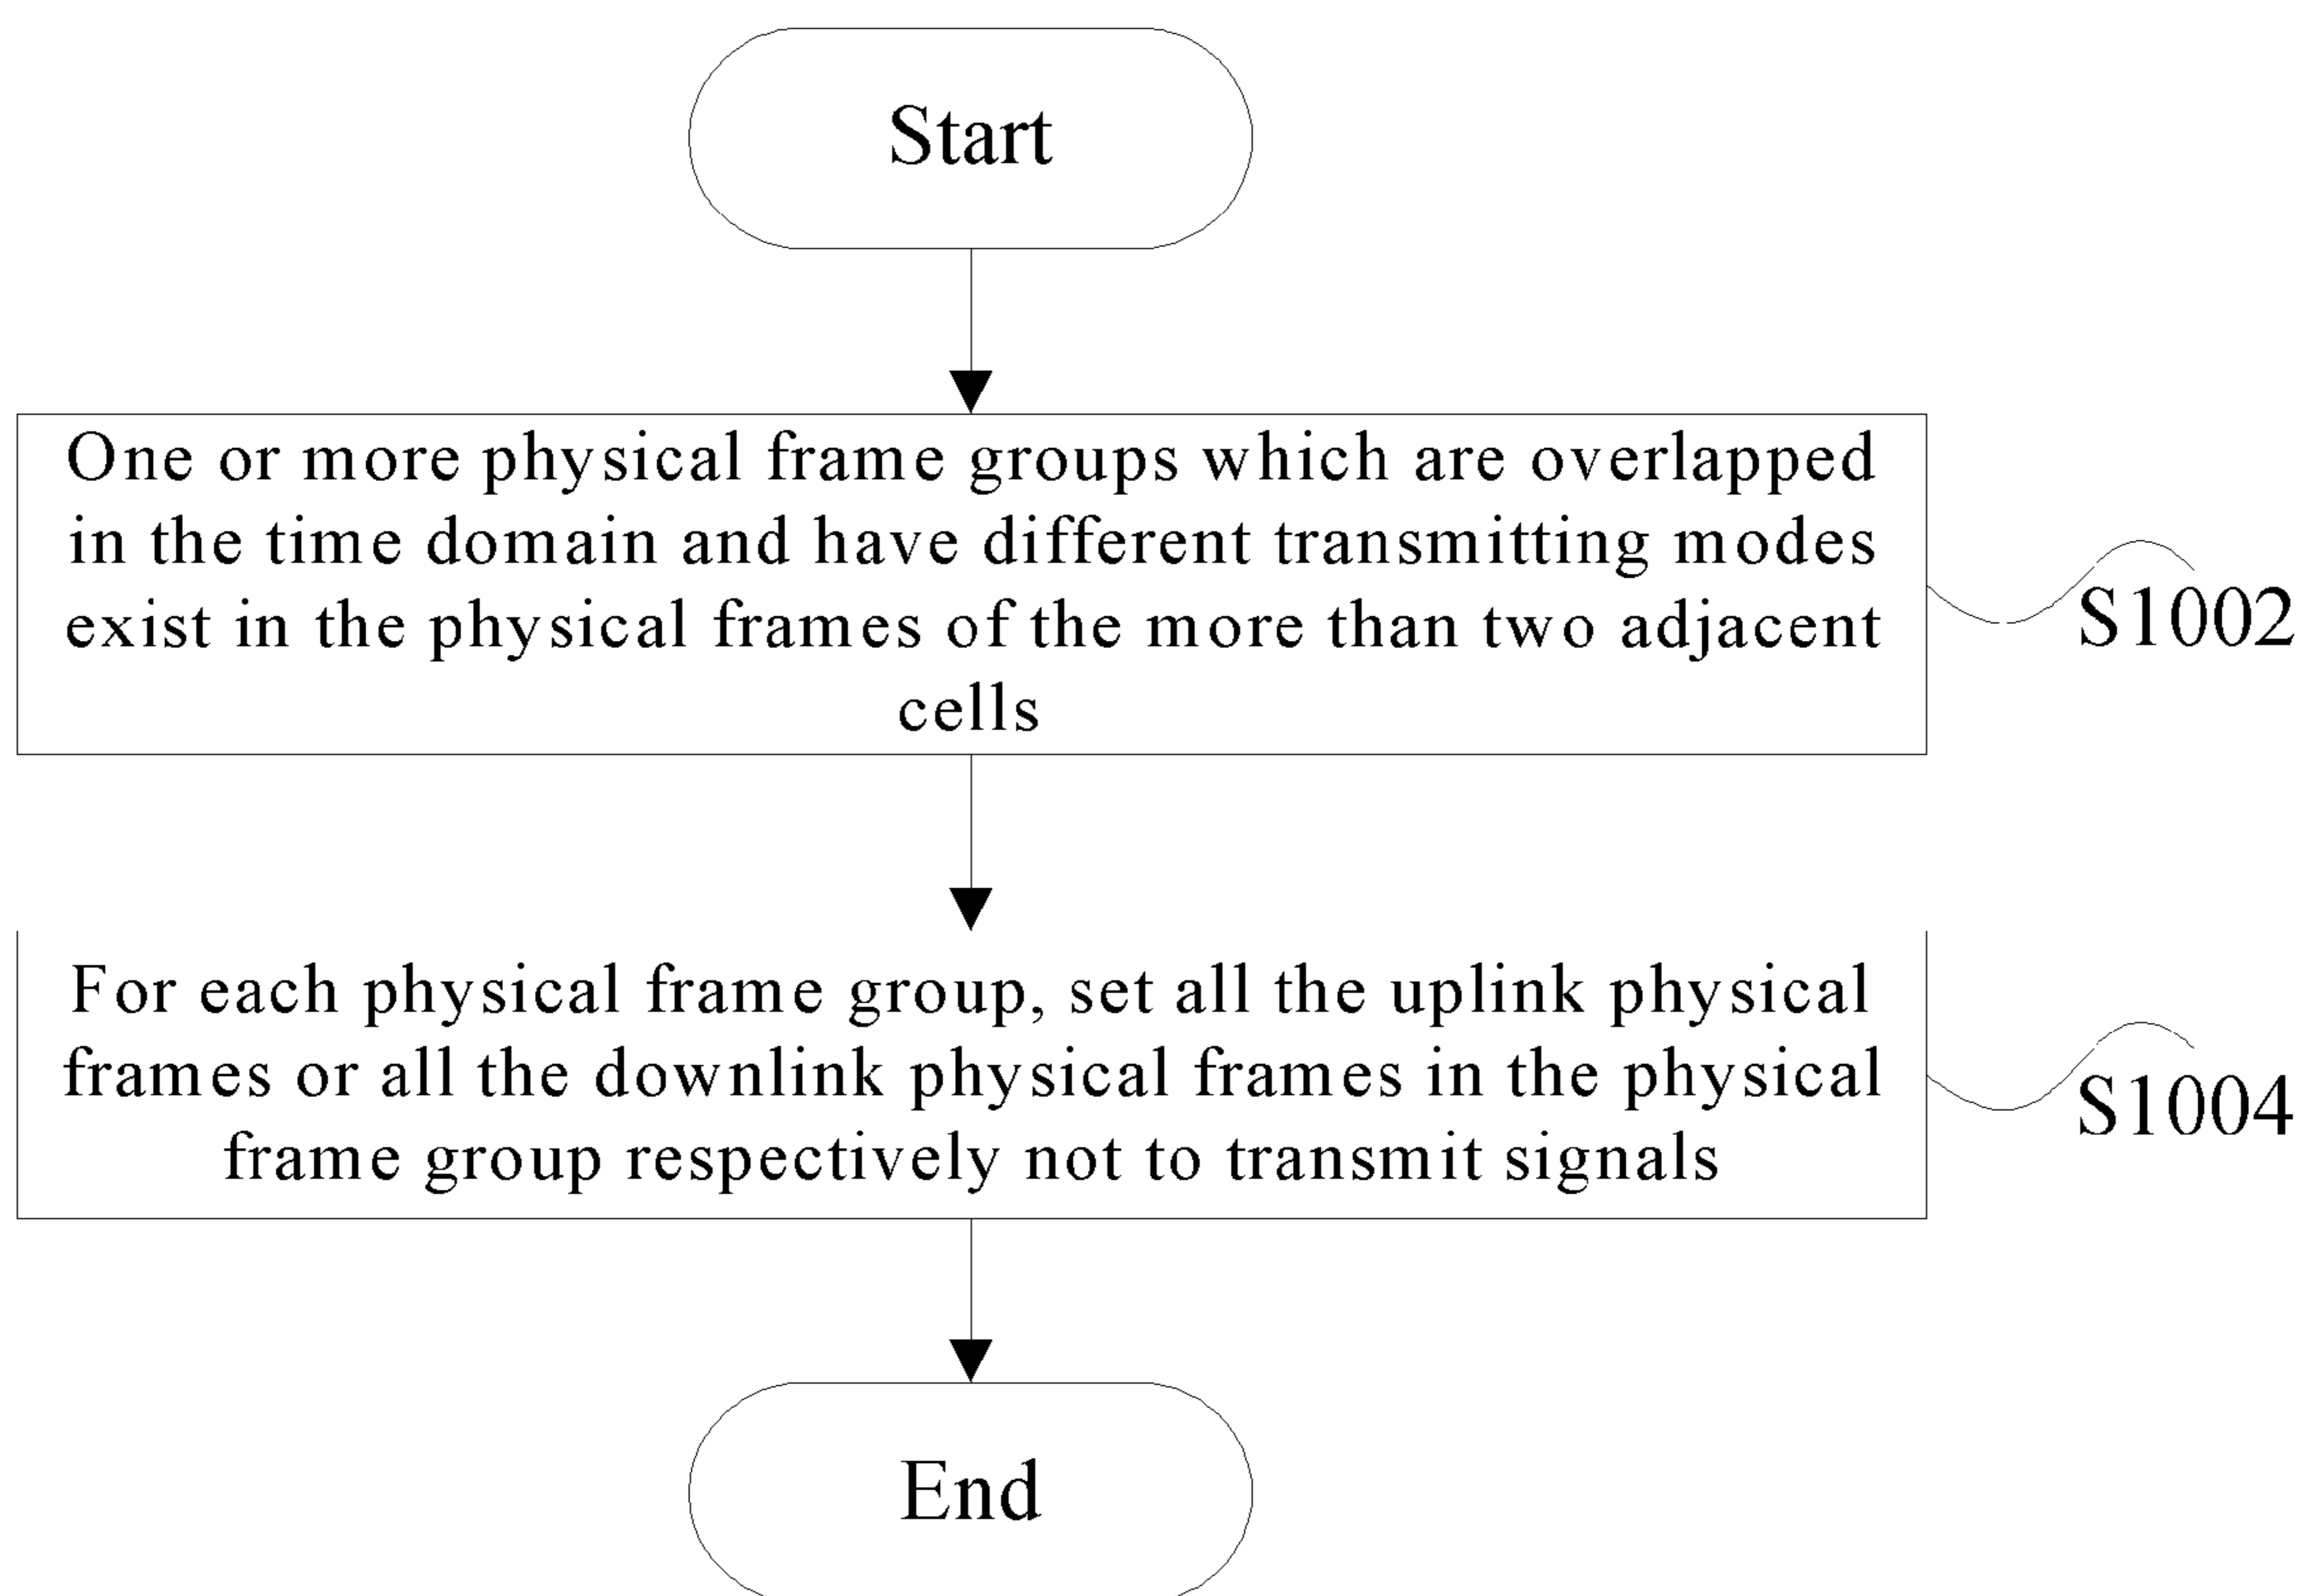 Start
One or more physical frame groups which are overlapped
in the time domain and have different transmitting modes
exist in the physical frames of the more than two adjacent
cells
S1002
For each physical frame group, set all the uplink physical
frames or all the downlink physical frames in the physical
frame group respectively not to transmit signals
S1004
End